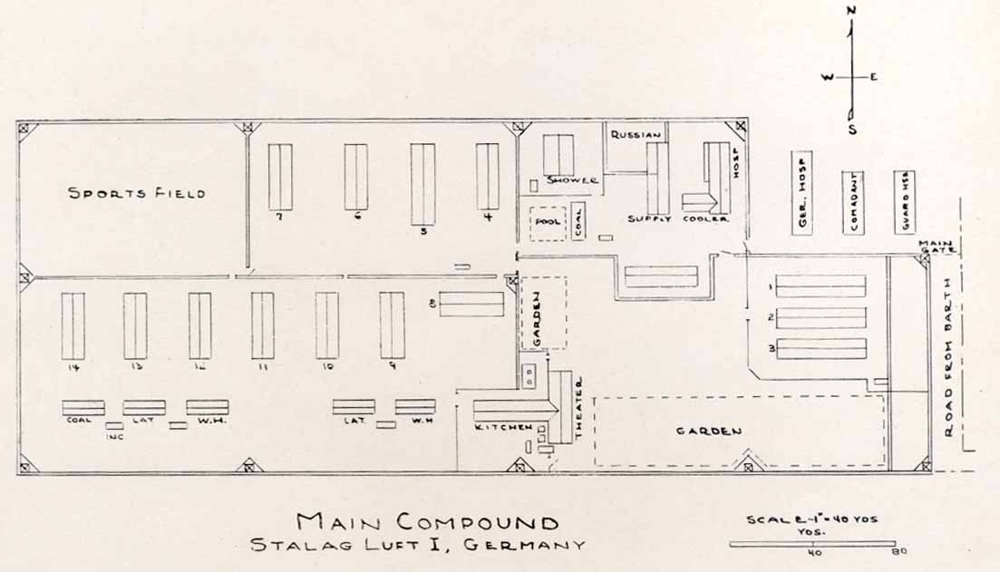 N
W E
S
SPORTS FIELD
7
6
5
4
SHOWER
RUSSIAN
HOSP
POOL
COAL
SUPPLY
COOLER
GER. HOSP
COMADANT
GUARD HSE
MAIN
GATE
8
GARDEN
1
2
3
ROAD FROM BARTH
14
13
12
11
10
9
COAL
LAT
W.H.
INC
LAT.
W.H
KITCHEN
THEATER
GARDEN
MAIN COMPOUND
STALAG LUFT I, GERMANY
SCALE-1"=40 YDS
YDS.
40
80